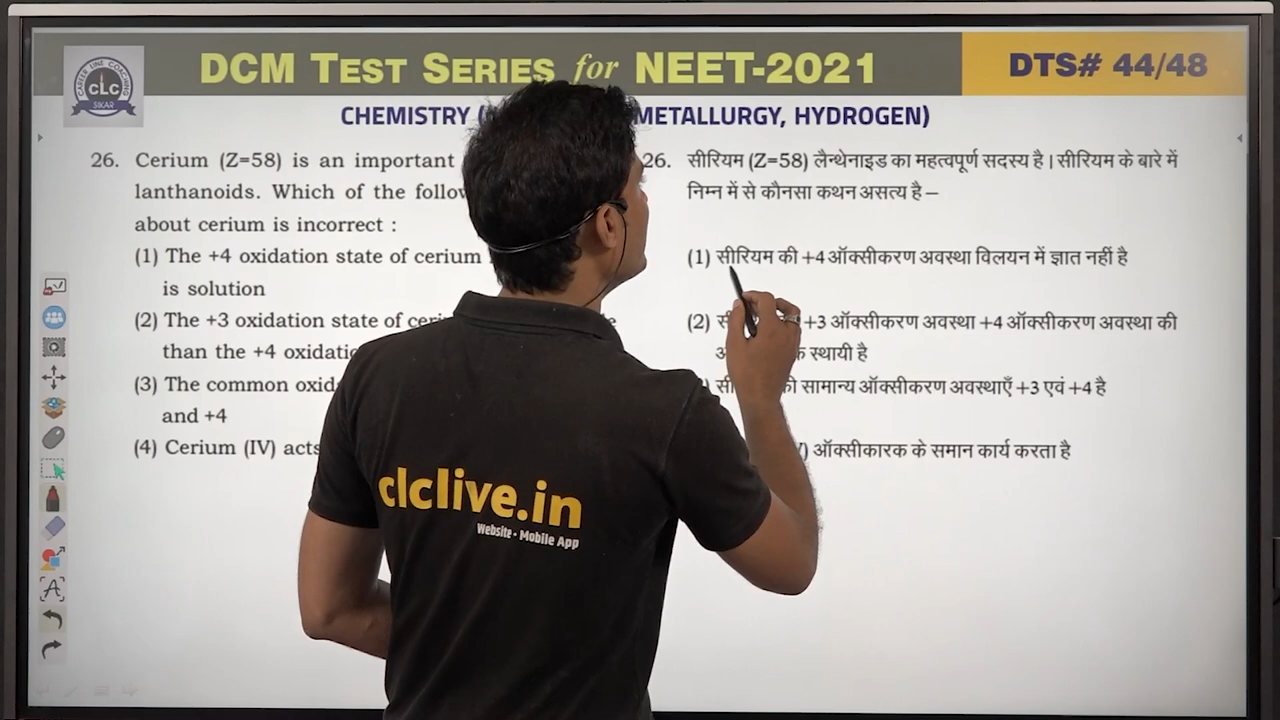 DCM TEST SERIES for NEET-2021
DTS# 44/48
CAREER LINE COACHING
CLC
SIKAR
CHEMISTRY ( METALLURGY, HYDROGEN)
26. Cerium (Z=58) is an important
lanthanoids. Which of the
about cerium is incorrect :
(1) The +4 oxidation state of cerium
is solution
(2) The +3 oxidation state of
than the +4
(3) The common
and +4
(4) Cerium (IV) acts
26. सीरियम (Z=58) लैन्थेनाइड का महत्वपूर्ण सदस्य है। सीरियम के बारे में
निम्न में से कौनसा कथन असत्य है –
(1) सीरियम की +4 ऑक्सीकरण अवस्था विलयन में ज्ञात नहीं है
(2) +3 ऑक्सीकरण अवस्था +4 ऑक्सीकरण अवस्था की
स्थायी है
सामान्य ऑक्सीकरण अवस्थाएँ +3 एवं +4 है
ऑक्सीकारक के समान कार्य करता है
clclive.in
Website • Mobile App